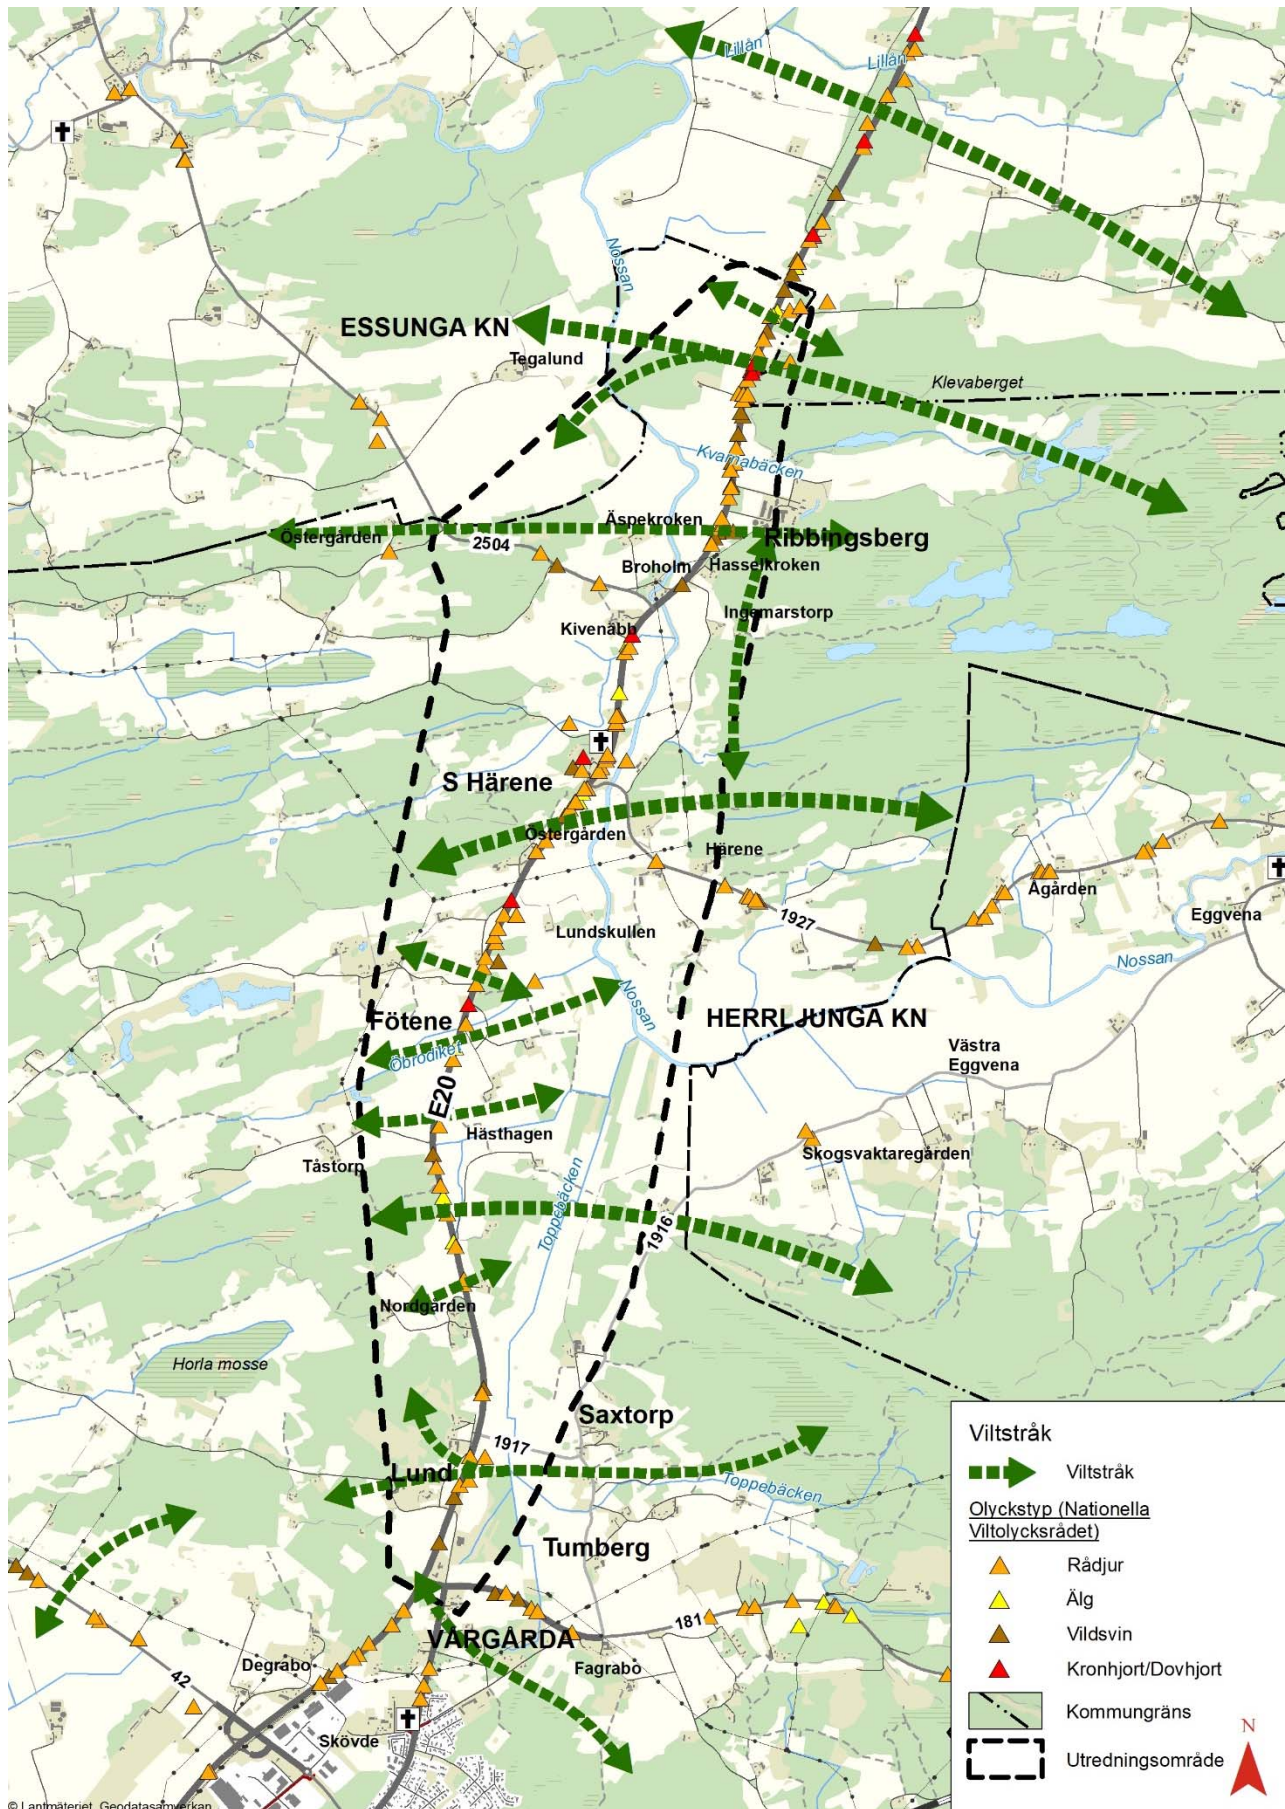 Lillån
Lillån
Nossan
ESSUNGA KN
Tegalund
Klevaberget
Kvarnabäcken
Östergården
2504
Äspekroken
Ribbingsberg
Broholm
Hasselkroken
Ingemarstorp
Kivenäbb
S Härene
Östergården
Härene
Ågården
Eggvena
1927
Lundskullen
Nossan
Nossan
Fötene
HERRLJUNGA KN
Öbrodiket
Västra
Eggvena
E20
Hästhagen
Skogsvaktaregården
Tåstorp
Toppebäcken
1916
Nordgården
Horla mosse
Saxtorp
1917
Lund
Toppebäcken
Tumberg
181
VÅRGÅRDA
Degrabo
Fagrabo
42
Skövde
© Lantmäteriet, Geodatasamverkan
Viltstråk
Viltstråk
Olyckstyp (Nationella
Viltolycksrådet)
Rådjur
Älg
Vildsvin
Kronhjort/Dovhjort
Kommungräns
Utredningsområde
N